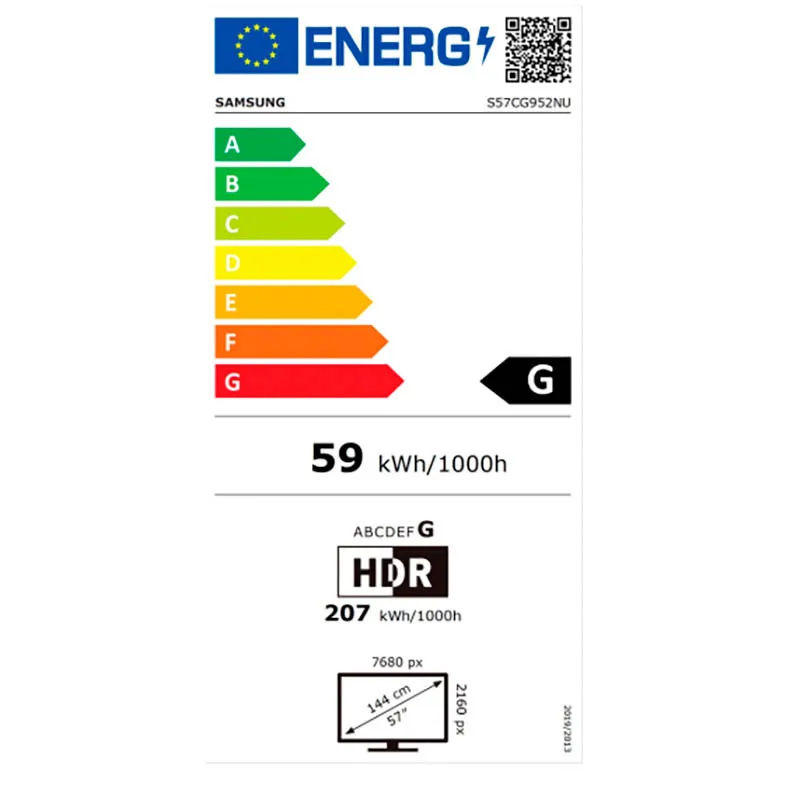 ENERG
SAMSUNG S57CG952NU
A
B
C
D
E
F
G
G
59 kWh/1000h
ABCDEFG
HDR
207 kWh/1000h
7680 px
144 cm
57"
2160 px
2019/2013